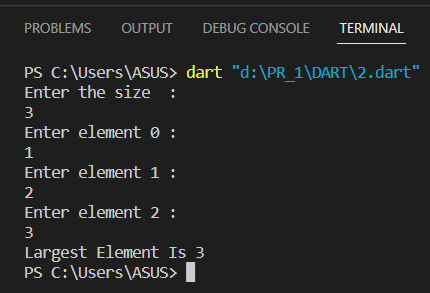 PROBLEMS OUTPUT DEBUG CONSOLE TERMINAL
PS C:\Users\ASUS> dart "d:\PR_1\DART\2.dart"
Enter the size  :
3
Enter element 0 :
1
Enter element 1 :
2
Enter element 2 :
3
Largest Element Is 3
PS C:\Users\ASUS>